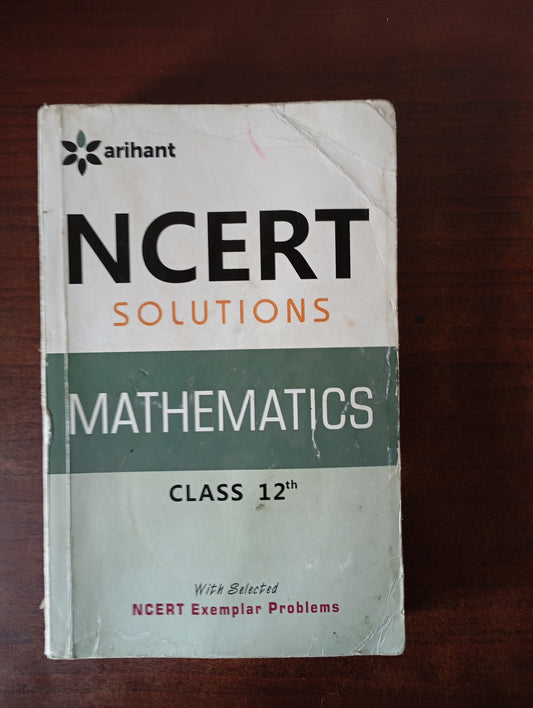 arihant
NCERT
SOLUTIONS
MATHEMATICS
CLASS 12th
With Selected
NCERT Exemplar Problems